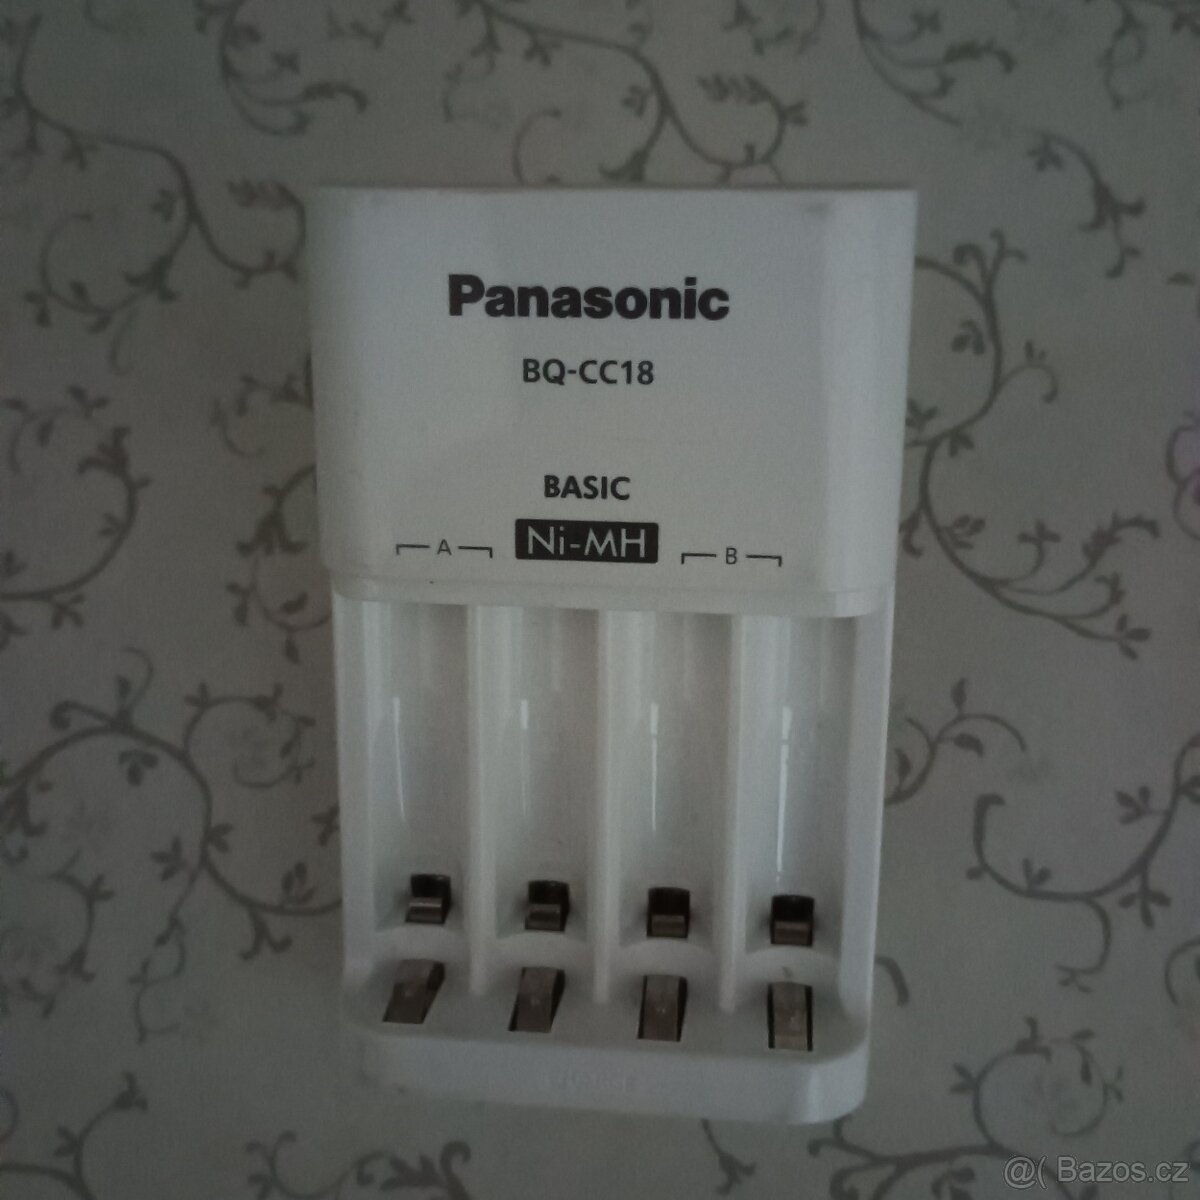 Panasonic
BQ-CC18
BASIC
A Ni-MH B
@( Bazos.cz